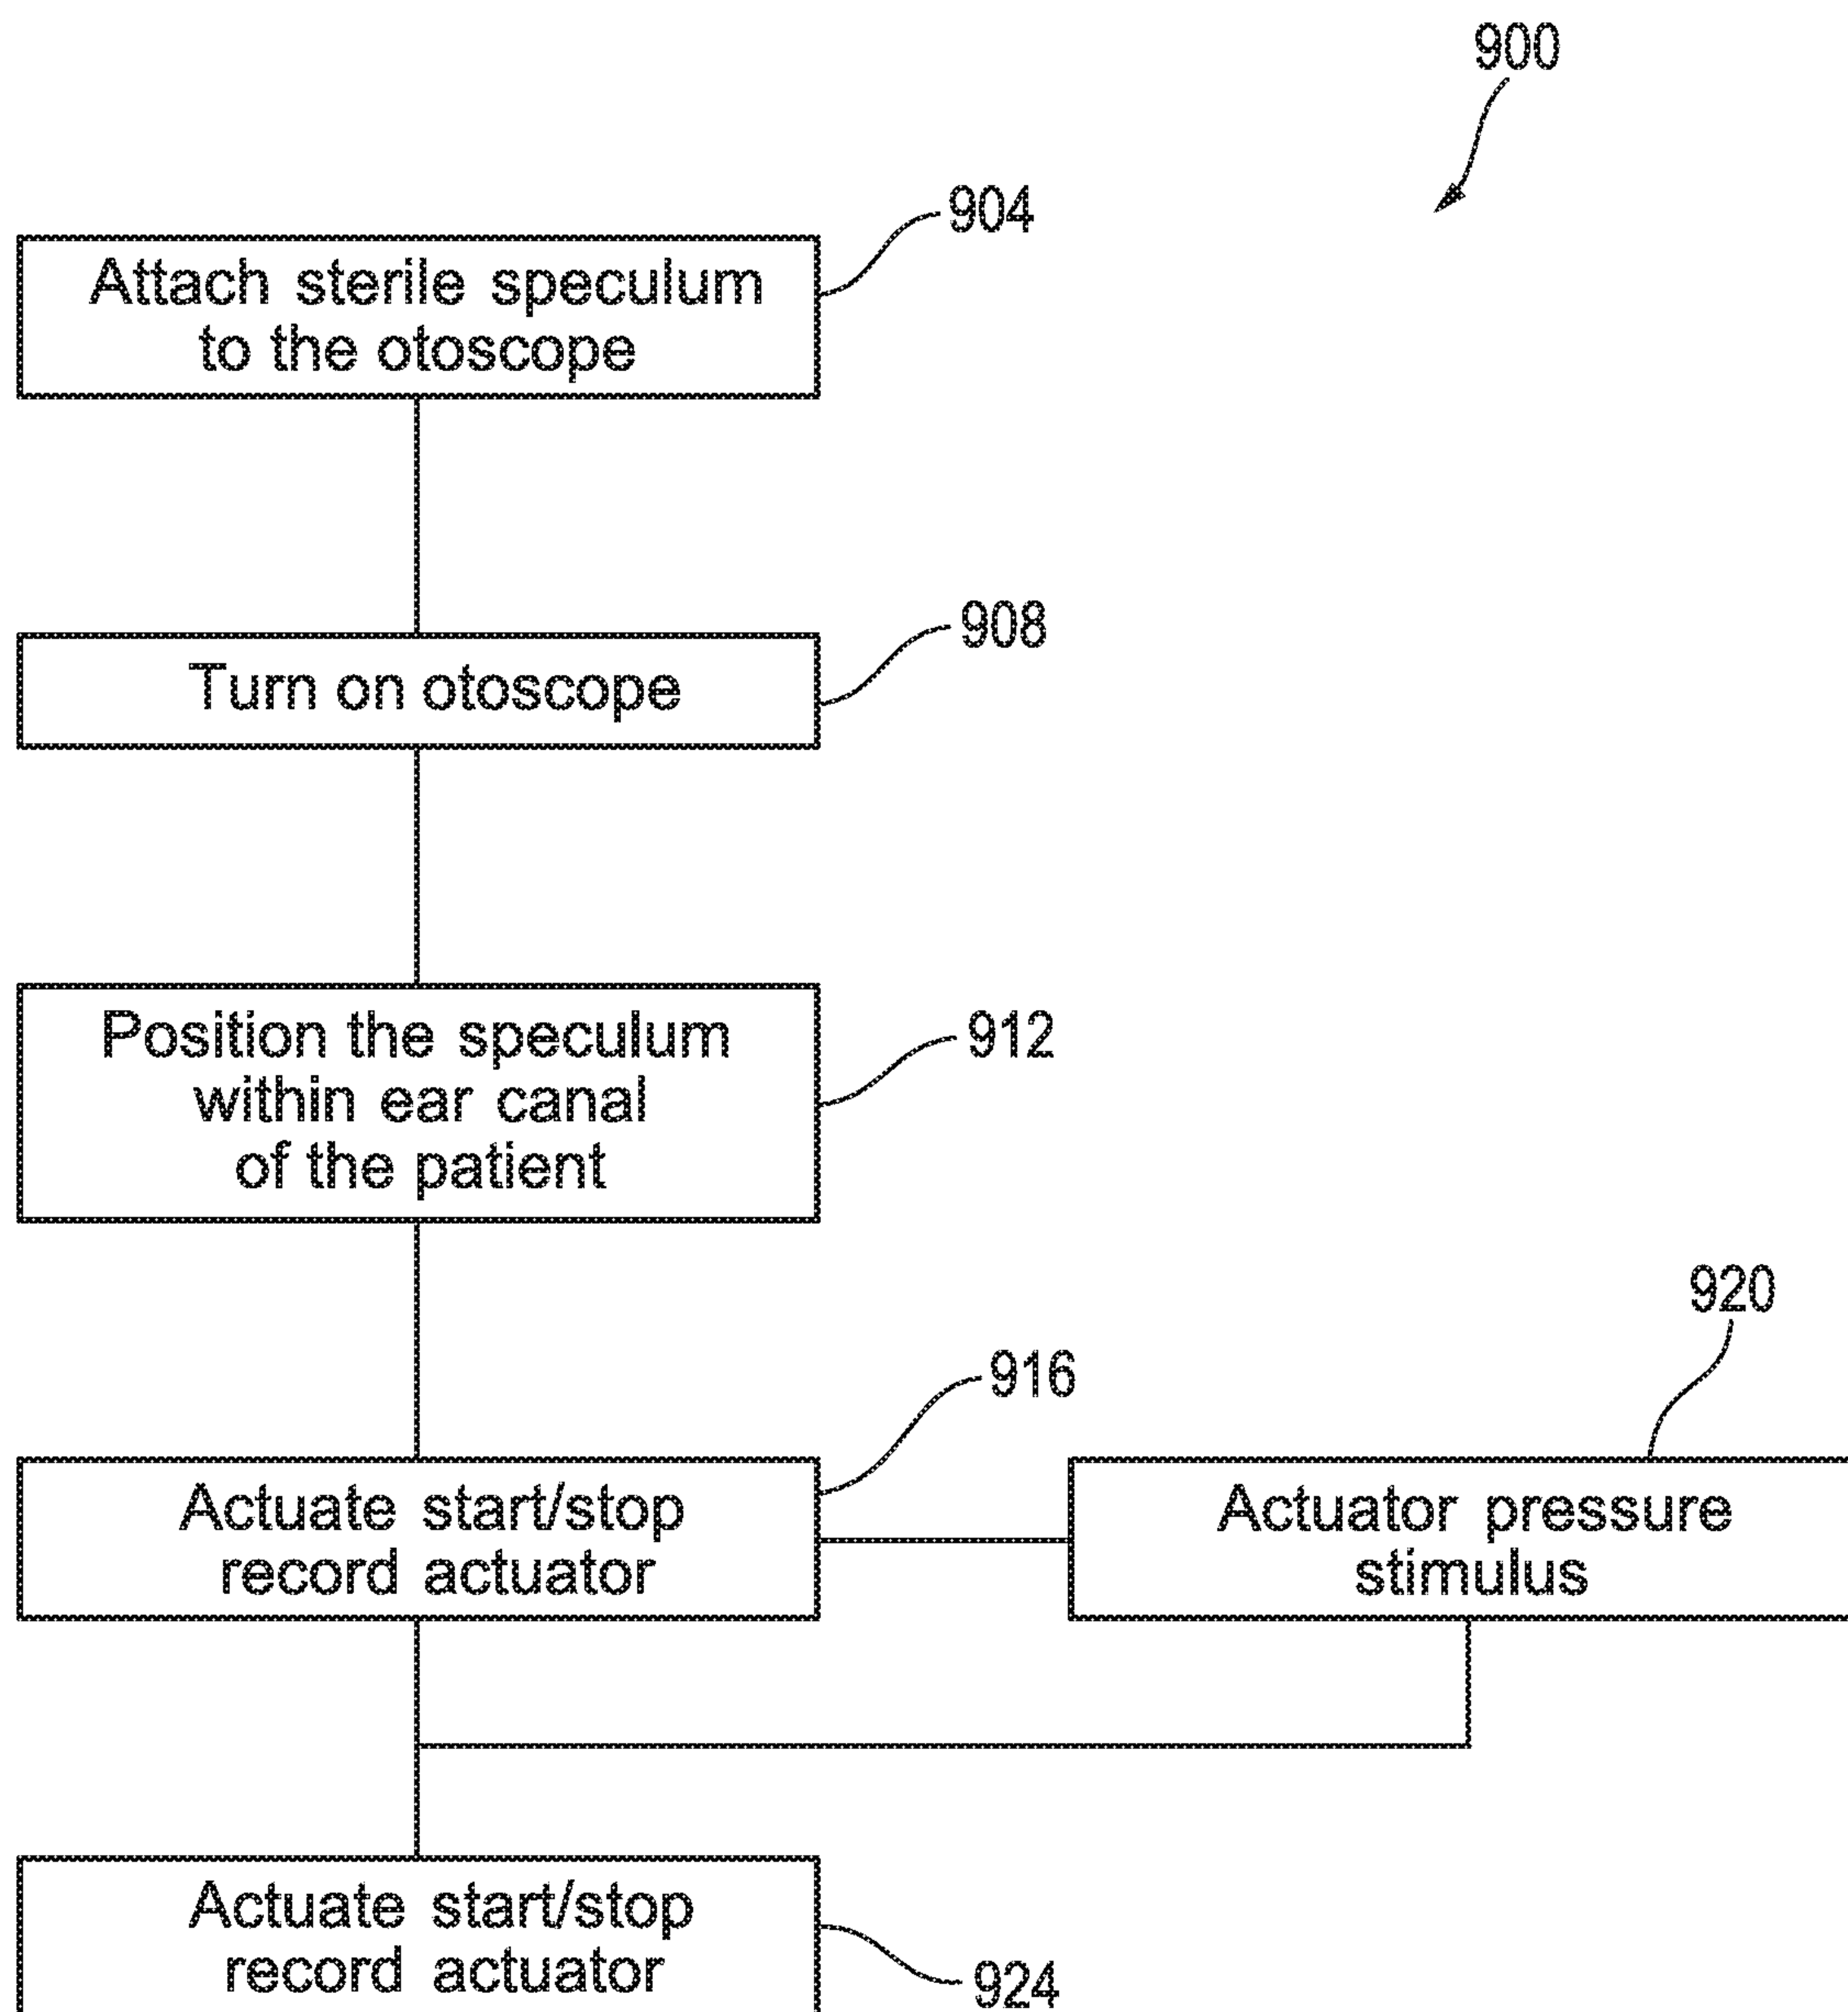 900
904
Attach sterile speculum
to the otoscope
908
Turn on otoscope
912
Position the speculum
within ear canal
of the patient
916
Actuate start/stop
record actuator
920
Actuator pressure
stimulus
Actuate start/stop
record actuator
924